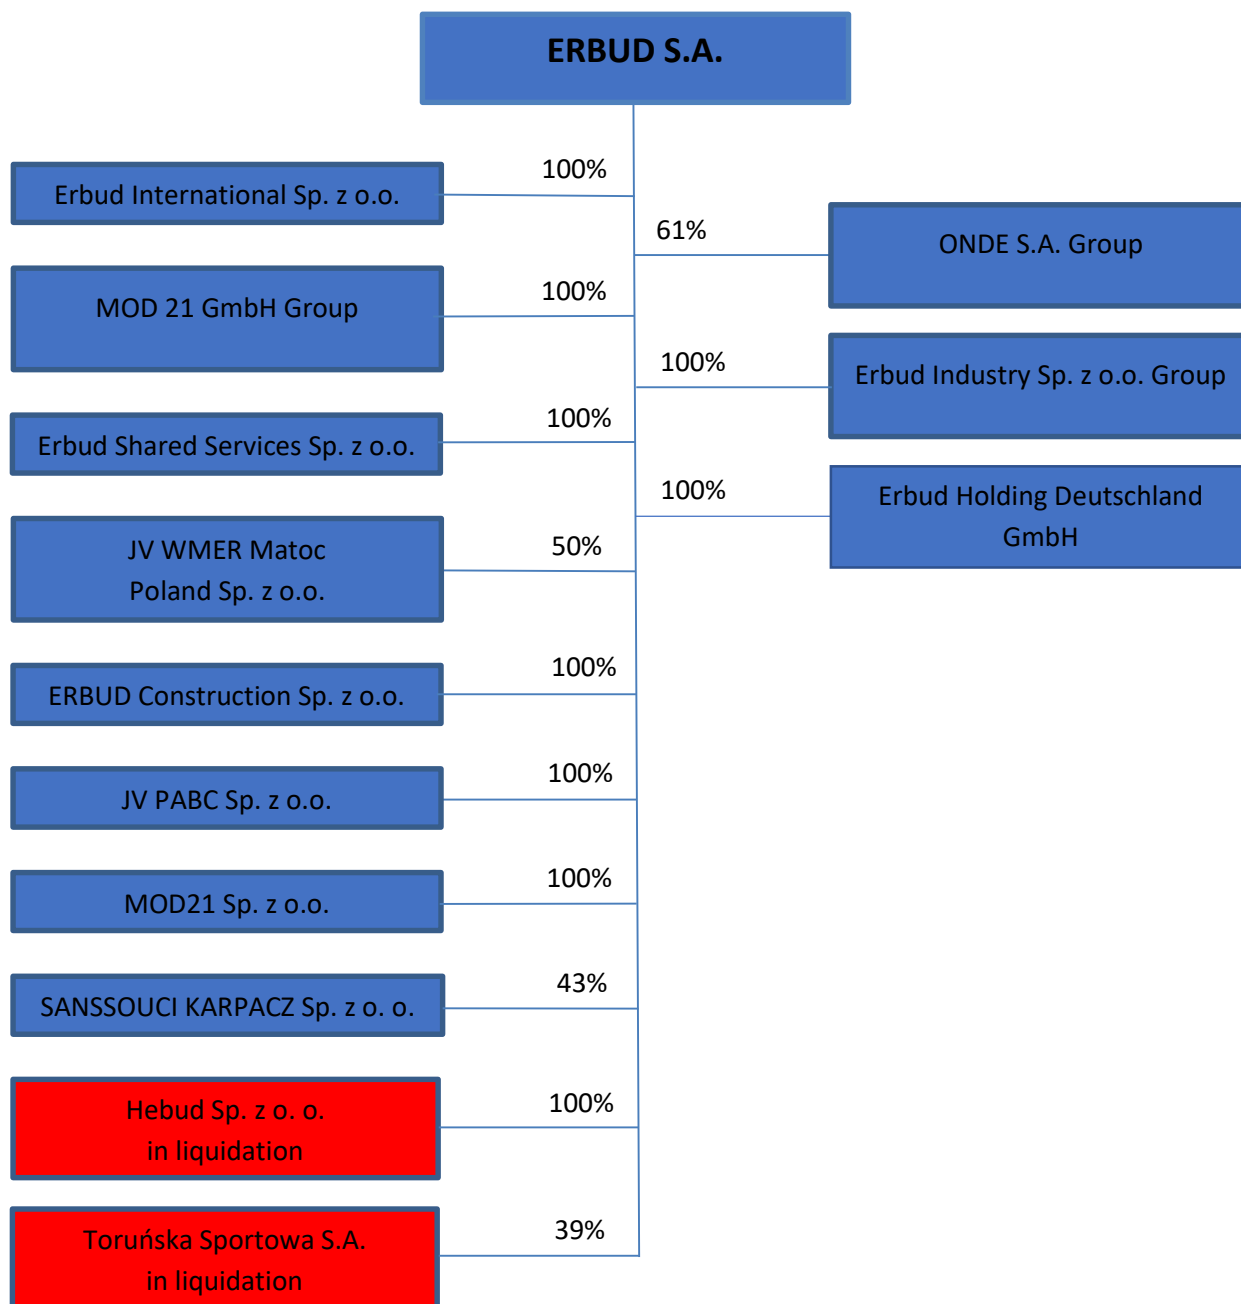 ERBUD S.A.
100%
Erbud International Sp. z o.o.
61%
ONDE S.A. Group
100%
MOD 21 GmbH Group
100%
Erbud Industry Sp. z o.o. Group
100%
Erbud Shared Services Sp. z o.o.
100%
Erbud Holding Deutschland
GmbH
50%
JV WMER Matoc
Poland Sp. z o.o.
100%
ERBUD Construction Sp. z o.o.
100%
JV PABC Sp. z o.o.
100%
MOD21 Sp. z o.o.
43%
SANSSOUCI KARPACZ Sp. z o. o.
100%
Hebud Sp. z o. o.
in liquidation
39%
Toruńska Sportowa S.A.
in liquidation